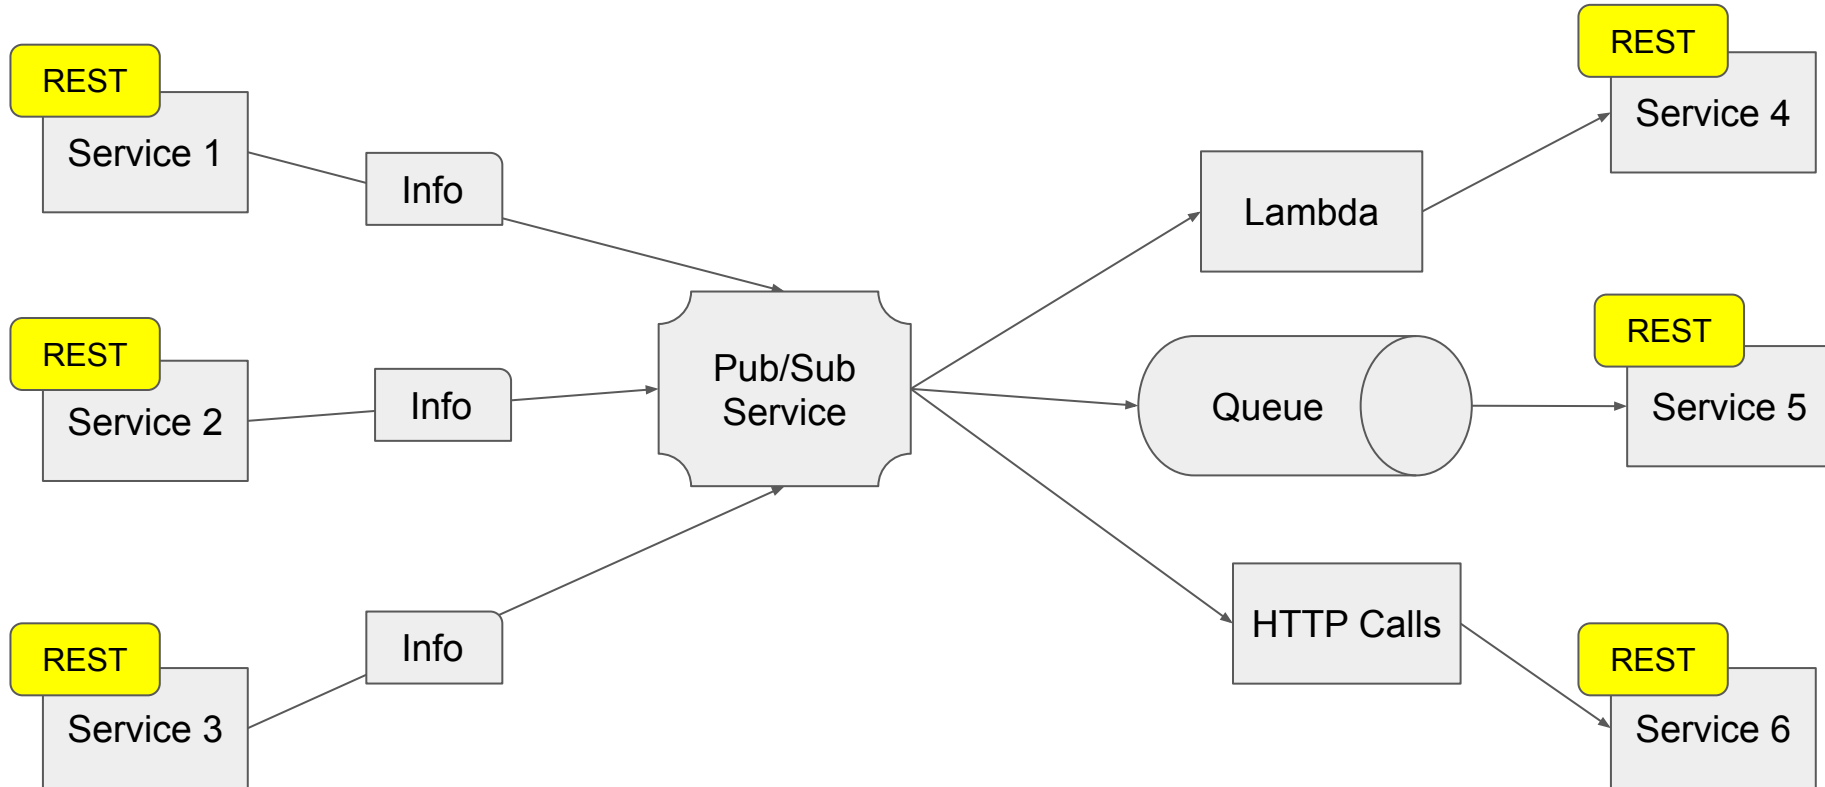 REST
Service 1
Info
REST
Service 2
Info
REST
Service 3
Info
Pub/Sub
Service
Lambda
Queue
HTTP Calls
REST
Service 4
REST
Service 5
REST
Service 6